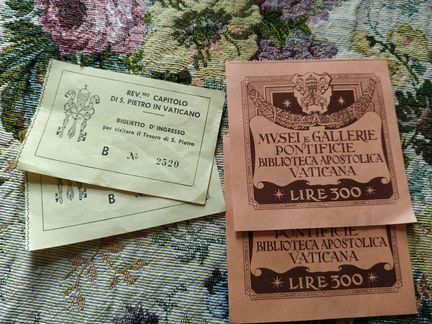 REV.MO CAPITOLO
DI S. PIETRO IN VATICANO
BIGLIETTO D'INGRESSO
per visitare il Tesoro di S. Pietro
B No 2520
B
MVSEI e GALLERIE
PONTIFICIE
BIBLIOTECA APOSTOLICA
VATICANA
LIRE 300
PONTIFICIE
BIBLIOTECA APOSTOLICA
VATICANA
LIRE 300